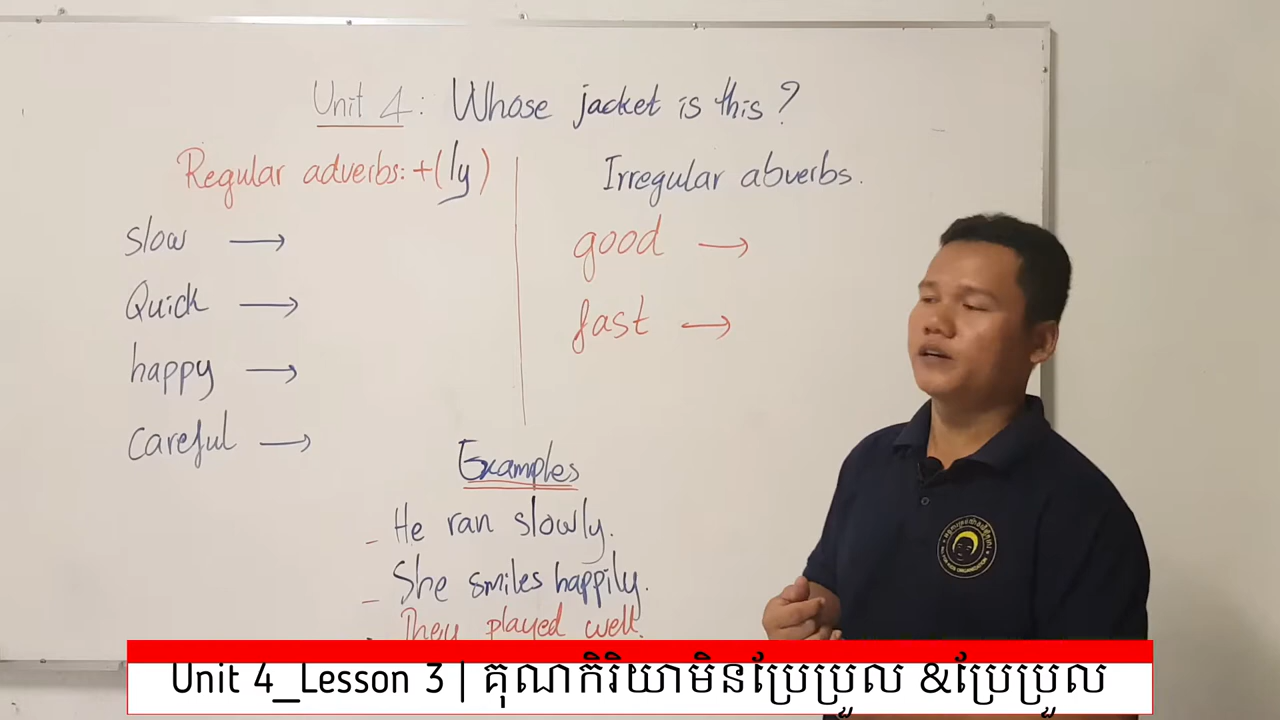 Unit 4: Whose jacket is this?
Regular adverbs: +(ly)
slow →
Quick →
happy →
careful →
Irregular abverbs.
good →
fast →
Examples
- He ran slowly.
- She smiles happily.
- They played well.
Unit 4_Lesson 3 | គុណកិរិយាមិនប្រែប្រួល &ប្រែប្រួល